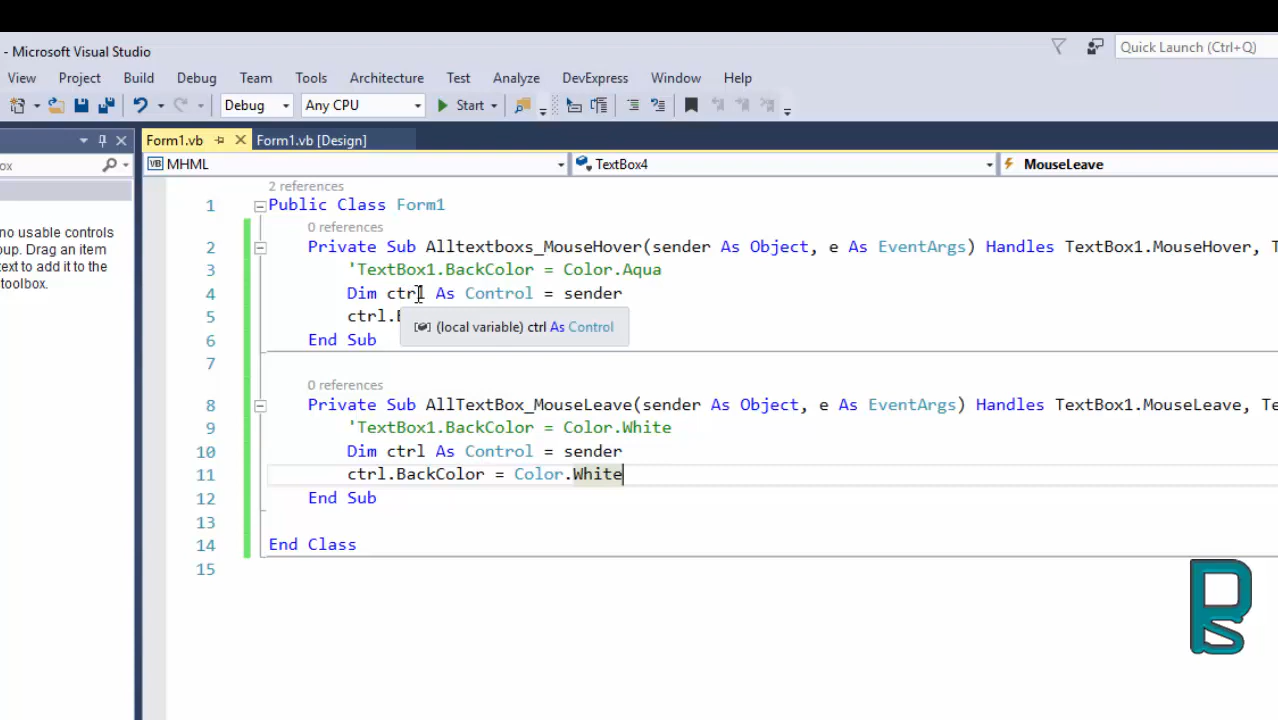 - Microsoft Visual Studio
Quick Launch (Ctrl+Q)
View Project Build Debug Team Tools Architecture Test Analyze DevExpress Window Help
Debug Any CPU Start
Form1.vb Form1.vb [Design]
ox
VB MHML TextBox4 MouseLeave
no usable controls
oup. Drag an item
text to add it to the
toolbox.
2 references
1 Public Class Form1
0 references
2 Private Sub Alltextboxs_MouseHover(sender As Object, e As EventArgs) Handles TextBox1.MouseHover, T
3 'TextBox1.BackColor = Color.Aqua
4 Dim ctrl As Control = sender
5 ctrl.
(local variable) ctrl As Control
6 End Sub
7
0 references
8 Private Sub AllTextBox_MouseLeave(sender As Object, e As EventArgs) Handles TextBox1.MouseLeave, Te
9 'TextBox1.BackColor = Color.White
10 Dim ctrl As Control = sender
11 ctrl.BackColor = Color.White
12 End Sub
13
14 End Class
15